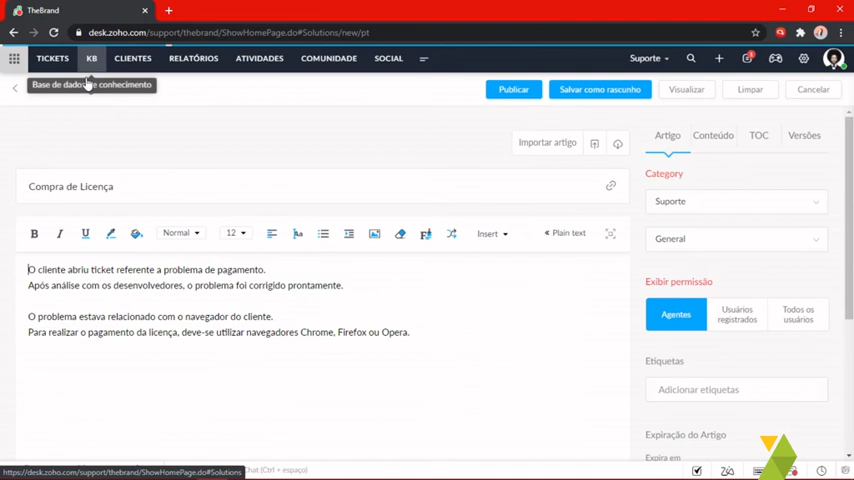 TheBrand
desk.zoho.com/support/thebrand/ShowHomePage.do#Solutions/new/pt
TICKETS KB CLIENTES RELATÓRIOS ATIVIDADES COMUNIDADE SOCIAL Suporte
Base de dados de conhecimento
Publicar Salvar como rascunho Visualizar Limpar Cancelar
Importar artigo
Artigo Conteúdo TOC Versões
Compra de Licença
Category
Suporte
B I U Normal 12 Insert Plain text
General
O cliente abriu ticket referente a problema de pagamento.
Após análise com os desenvolvedores, o problema foi corrigido prontamente.
Exibir permissão
O problema estava relacionado com o navegador do cliente.
Para realizar o pagamento da licença, deve-se utilizar navegadores Chrome, Firefox ou Opera.
Agentes
Usuários registrados
Todos os usuários
Etiquetas
Adicionar etiquetas
Expiração do Artigo
Expira em
https://desk.zoho.com/support/thebrand/ShowHomePage.do#Solutions
Chat (Ctrl + espaço)